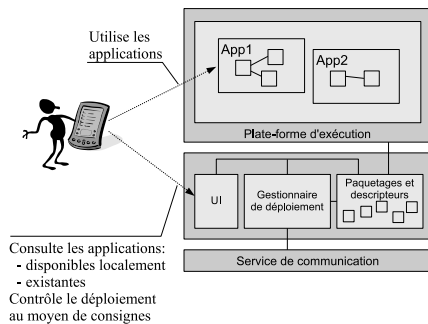 Utilise les
applications
App1
App2
Plate-forme d'exécution
UI
Gestionnaire
de déploiement
Paquetages et
descripteurs
Service de communication
Consulte les applications:
- disponibles localement
- existantes
Contrôle le déploiement
au moyen de consignes